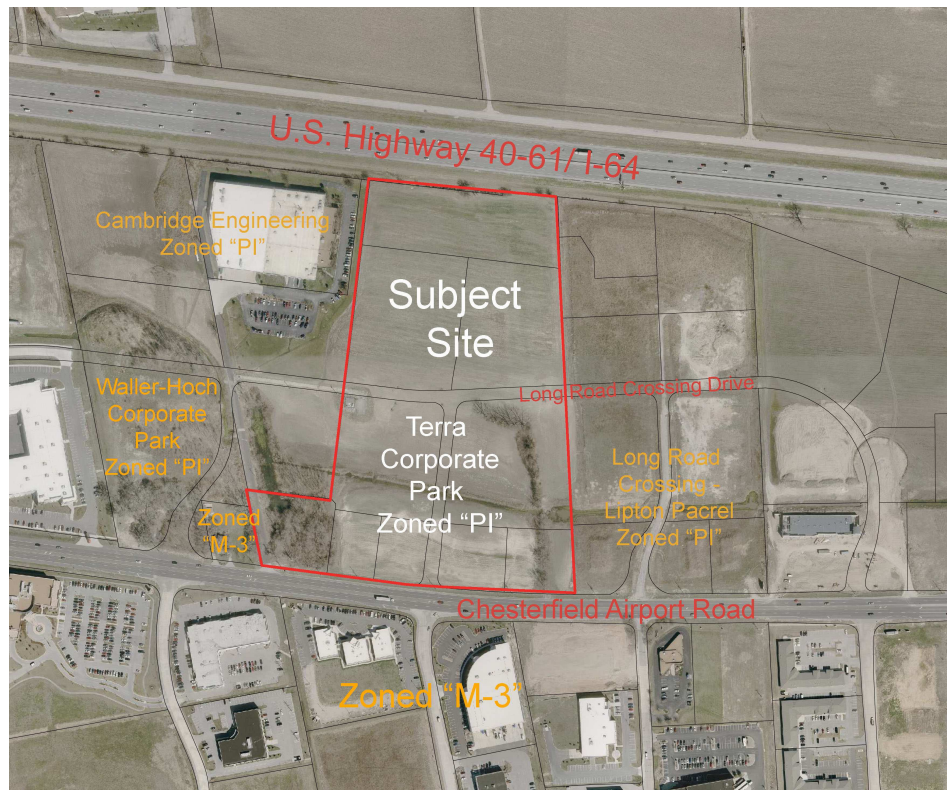 U.S. Highway 40-61/ I-64
Cambridge Engineering
Zoned “PI”
Subject
Site
Long Road Crossing Drive
Waller-Hoch
Corporate
Park
Zoned “PI”
Terra
Corporate
Park
Zoned “PI”
Long Road
Crossing -
Lipton Pacrel
Zoned “PI”
Zoned
“M-3”
Chesterfield Airport Road
Zoned “M-3”